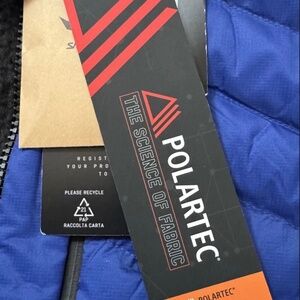 POLARTEC®
THE SCIENCE OF FABRIC
REGIST
YOUR PRO
TO
PLEASE RECYCLE
PAP
RACCOLTA CARTA
POLARTEC®